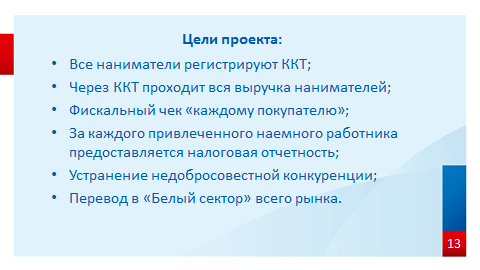 Цели проекта:
• Все наниматели регистрируют ККТ;
• Через ККТ проходит вся выручка нанимателей;
• Фискальный чек «каждому покупателю»;
• За каждого привлеченного наемного работника
предоставляется налоговая отчетность;
• Устранение недобросовестной конкуренции;
• Перевод в «Белый сектор» всего рынка.
13